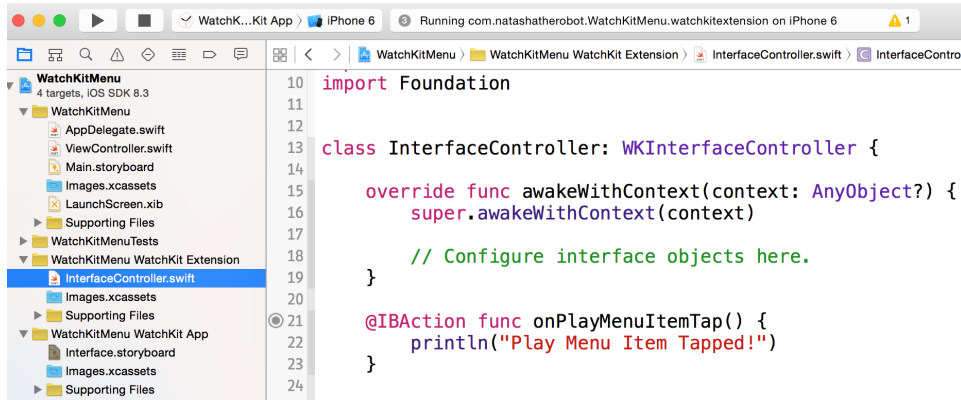 WatchK...Kit App 〉 iPhone 6
Running com.natashatherobot.WatchKitMenu.watchkitextension on iPhone 6
1
WatchKitMenu 〉 WatchKitMenu WatchKit Extension 〉 InterfaceController.swift 〉 C InterfaceContro
WatchKitMenu
4 targets, iOS SDK 8.3
WatchKitMenu
AppDelegate.swift
ViewController.swift
Main.storyboard
Images.xcassets
LaunchScreen.xib
Supporting Files
WatchKitMenuTests
WatchKitMenu WatchKit Extension
InterfaceController.swift
Images.xcassets
Supporting Files
WatchKitMenu WatchKit App
Interface.storyboard
Images.xcassets
Supporting Files
10 import Foundation
11
12
13 class InterfaceController: WKInterfaceController {
14
15 override func awakeWithContext(context: AnyObject?) {
16 super.awakeWithContext(context)
17
18 // Configure interface objects here.
19 }
20
21 @IBAction func onPlayMenuItemTap() {
22 println("Play Menu Item Tapped!")
23 }
24